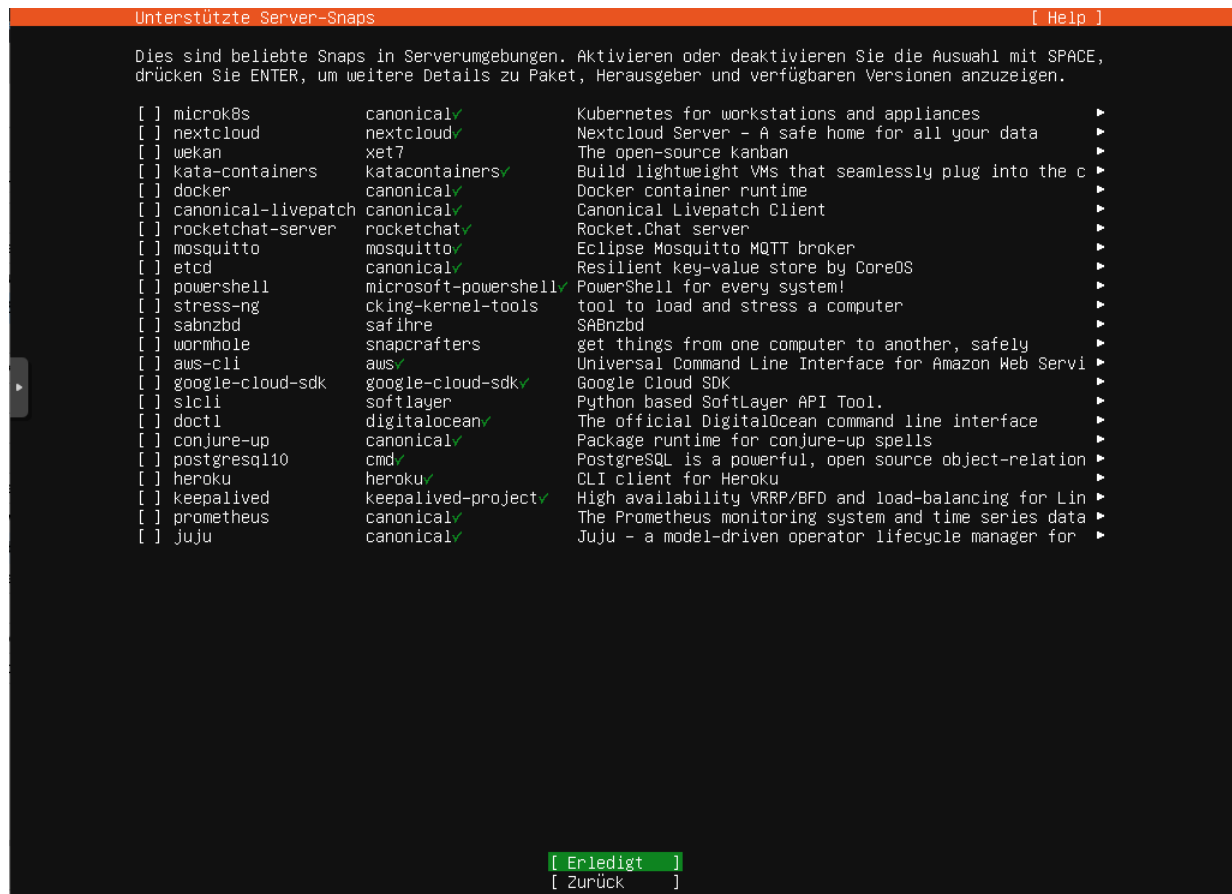 Unterstützte Server-Snaps [ Help ]
Dies sind beliebte Snaps in Serverumgebungen. Aktivieren oder deaktivieren Sie die Auswahl mit SPACE,
drücken Sie ENTER, um weitere Details zu Paket, Herausgeber und verfügbaren Versionen anzuzeigen.
[ ] microk8s canonical✓ Kubernetes for workstations and appliances ►
[ ] nextcloud nextcloud✓ Nextcloud Server – A safe home for all your data ►
[ ] wekan xet7 The open-source kanban ►
[ ] kata-containers katacontainers✓ Build lightweight VMs that seamlessly plug into the c ►
[ ] docker canonical✓ Docker container runtime ►
[ ] canonical-livepatch canonical✓ Canonical Livepatch Client ►
[ ] rocketchat-server rocketchat✓ Rocket.Chat server ►
[ ] mosquitto mosquitto✓ Eclipse Mosquitto MQTT broker ►
[ ] etcd canonical✓ Resilient key-value store by CoreOS ►
[ ] powershell microsoft-powershell✓ PowerShell for every system! ►
[ ] stress-ng cking-kernel-tools tool to load and stress a computer ►
[ ] sabnzbd safihre SABnzbd ►
[ ] wormhole snapcrafters get things from one computer to another, safely ►
[ ] aws-cli aws✓ Universal Command Line Interface for Amazon Web Servi ►
[ ] google-cloud-sdk google-cloud-sdk✓ Google Cloud SDK ►
[ ] slcli softlayer Python based SoftLayer API Tool. ►
[ ] doctl digitalocean✓ The official DigitalOcean command line interface ►
[ ] conjure-up canonical✓ Package runtime for conjure-up spells ►
[ ] postgresql10 cmd✓ PostgreSQL is a powerful, open source object-relation ►
[ ] heroku heroku✓ CLI client for Heroku ►
[ ] keepalived keepalived-project✓ High availability VRRP/BFD and load-balancing for Lin ►
[ ] prometheus canonical✓ The Prometheus monitoring system and time series data ►
[ ] juju canonical✓ Juju – a model-driven operator lifecycle manager for ►
[ Erledigt ]
[ Zurück ]